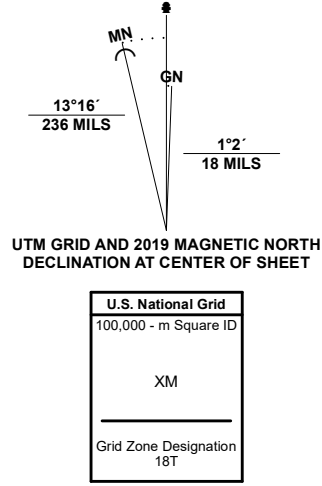 MN
GN
13°16´
236 MILS
1°2´
18 MILS
UTM GRID AND 2019 MAGNETIC NORTH
DECLINATION AT CENTER OF SHEET
U.S. National Grid
100,000 - m Square ID
XM
Grid Zone Designation
18T